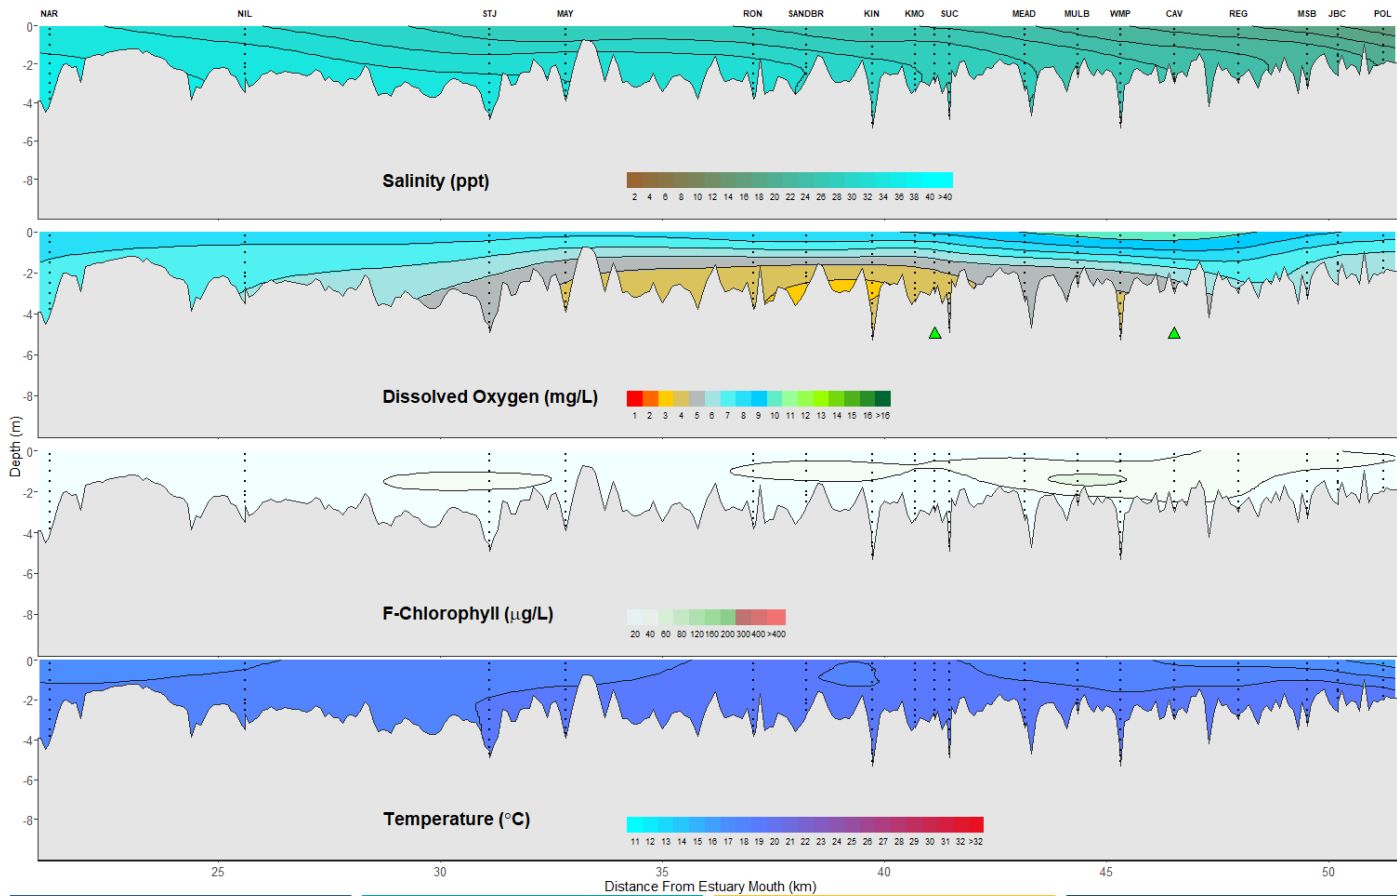 NAR NIL STJ MAY RON SANDBR KIN KMO SUC MEAD MULB WMP CAV REG MSB JBC POL
0
-2
-4
-6
-8
Salinity (ppt)
2 4 6 8 10 12 14 16 18 20 22 24 26 28 30 32 34 36 38 40 >40
0
-2
-4
-6
-8
Dissolved Oxygen (mg/L)
1 2 3 4 5 6 7 8 9 10 11 12 13 14 15 16 >16
Depth (m)
0
-2
-4
-6
-8
F-Chlorophyll (μg/L)
20 40 60 80 120 160 200 300 400 >400
0
-2
-4
-6
-8
Temperature (°C)
11 12 13 14 15 16 17 18 19 20 21 22 23 24 25 26 27 28 29 30 31 32 >32
25 30 35 40 45 50
Distance From Estuary Mouth (km)